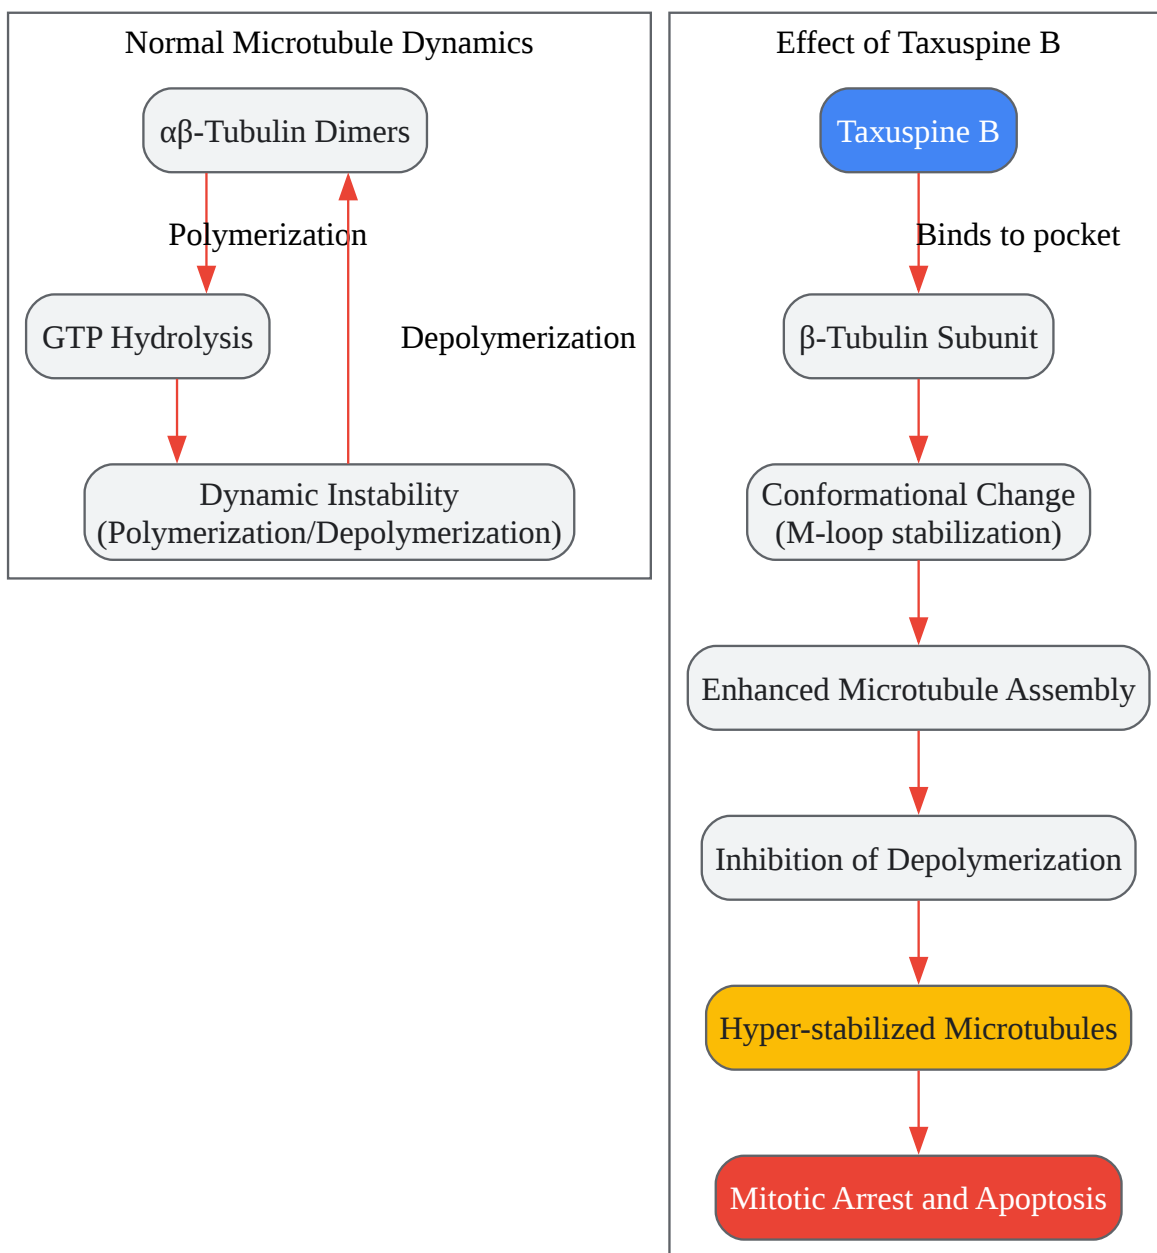 Normal Microtubule Dynamics
αβ-Tubulin Dimers
Polymerization
GTP Hydrolysis
Depolymerization
Dynamic Instability
(Polymerization/Depolymerization)
Effect of Taxuspine B
Taxuspine B
Binds to pocket
β-Tubulin Subunit
Conformational Change
(M-loop stabilization)
Enhanced Microtubule Assembly
Inhibition of Depolymerization
Hyper-stabilized Microtubules
Mitotic Arrest and Apoptosis